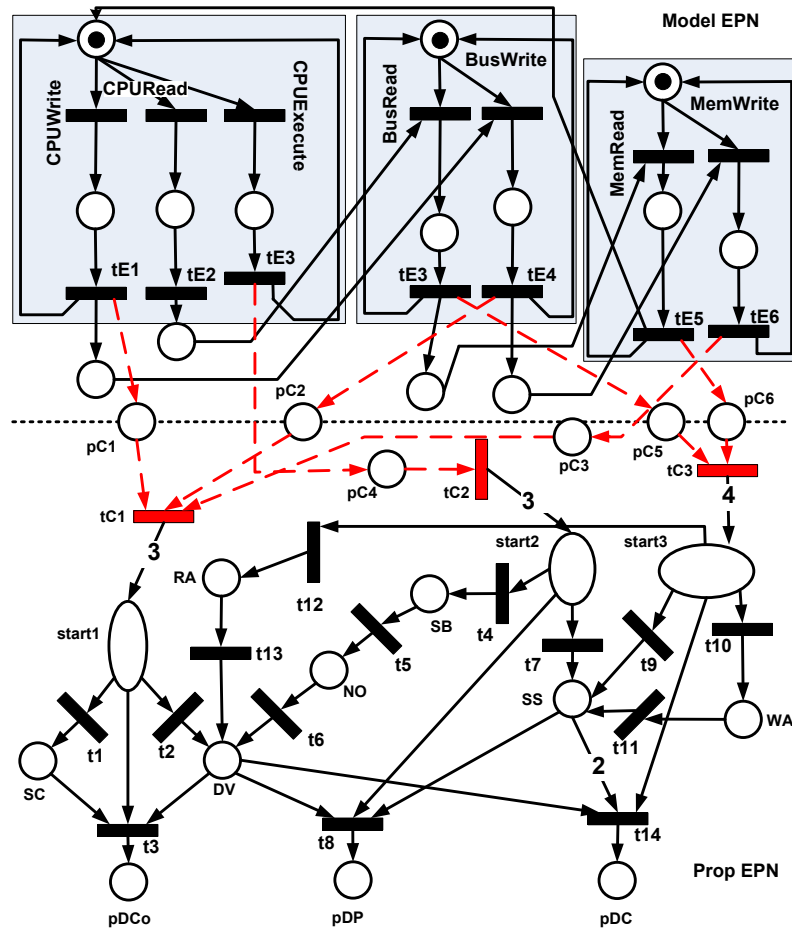 Model EPN
BusWrite
CPURead
CPUExecute
CPUWrite
BusRead
MemWrite
MemRead
tE1
tE2
tE3
tE3
tE4
tE5
tE6
pC1
pC2
pC3
pC5
pC6
pC4
tC2
tC3
tC1
3
4
3
start2
start3
RA
t12
SB
t4
start1
t13
t5
t7
t9
t10
NO
SS
t1
t2
t6
t11
WA
SC
DV
2
t3
t8
t14
Prop EPN
pDCo
pDP
pDC